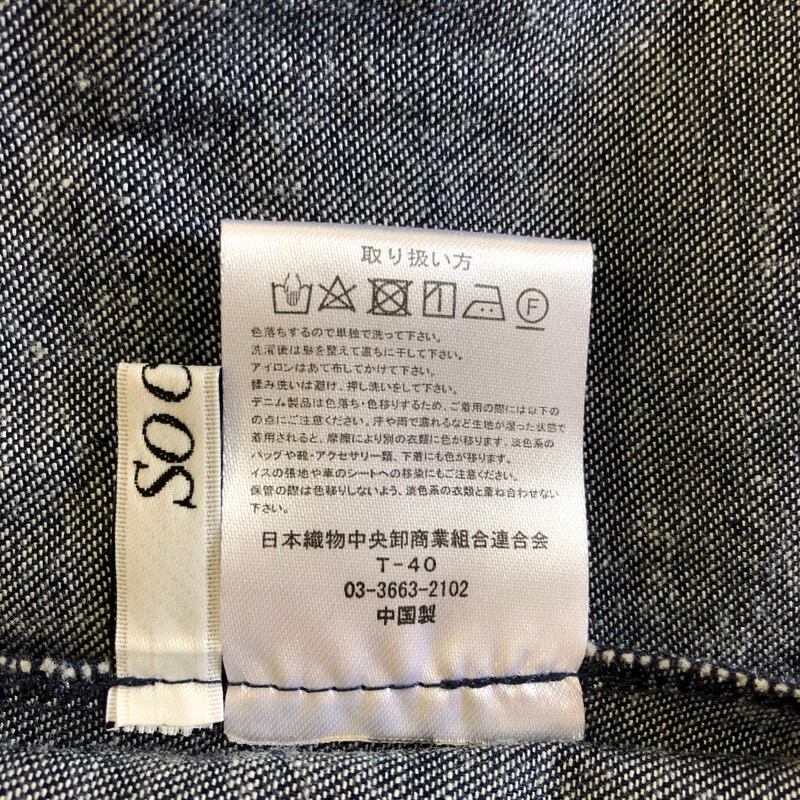 取り扱い方
F
色落ちするので単独で洗って下さい。
洗濯後は形を整えて直ちに干して下さい。
アイロンはあて布してかけて下さい。
揉み洗いは避け、押し洗いをして下さい。
デニム製品は色落ち・色移りするため、ご着用の際には以下の
の点にご注意ください。汗や雨で濡れるなど生地が湿った状態で
着用されると、摩擦により別の衣類に色が移ります。淡色系の
バッグや靴・アクセサリー類、下着にも色が移ります。
イスの張地や車のシートへの移染にもご注意ください。
保管の際は色移りしないよう、淡色系の衣類と重ね合わせない
下さい。
日本織物中央卸商業組合連合会
T-40
03-3663-2102
中国製
SOO